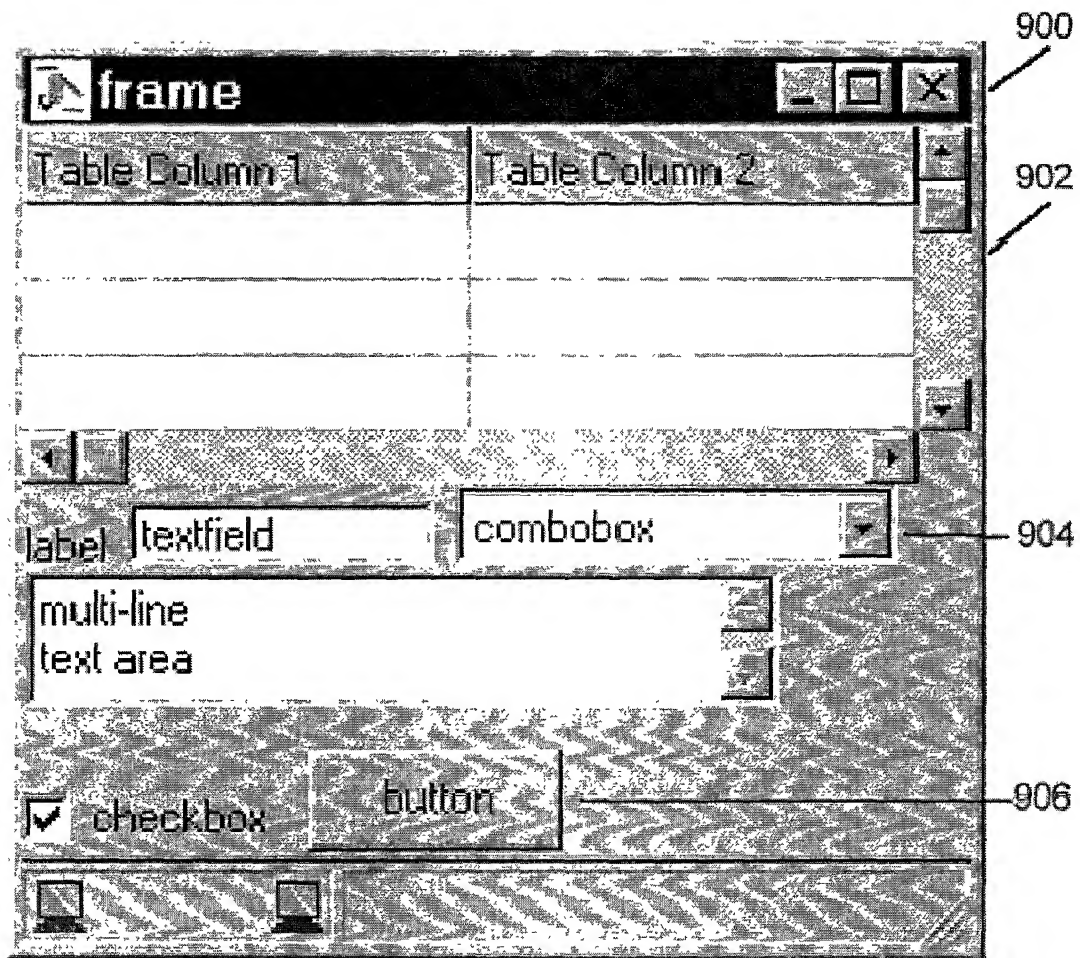 900
frame
Table Column 1 Table Column 2
902
label textfield combobox
904
multi-line
text area
checkbox button
906